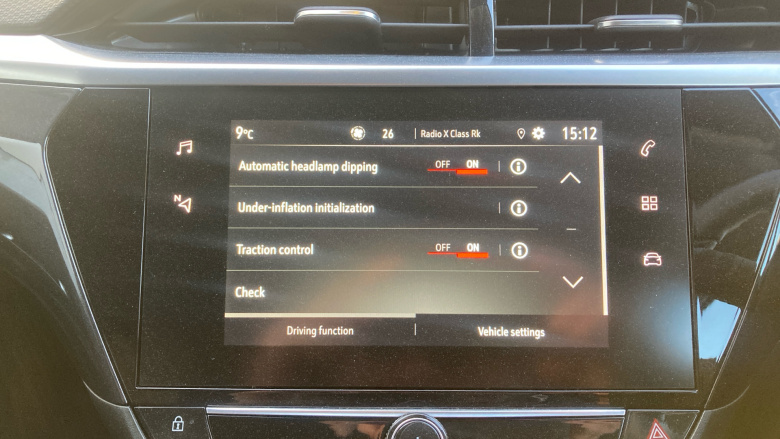 9°C 26 Radio X Class Rk 15:12
Automatic headlamp dipping OFF ON
Under-inflation initialization
Traction control OFF ON
Check
Driving function Vehicle settings
N